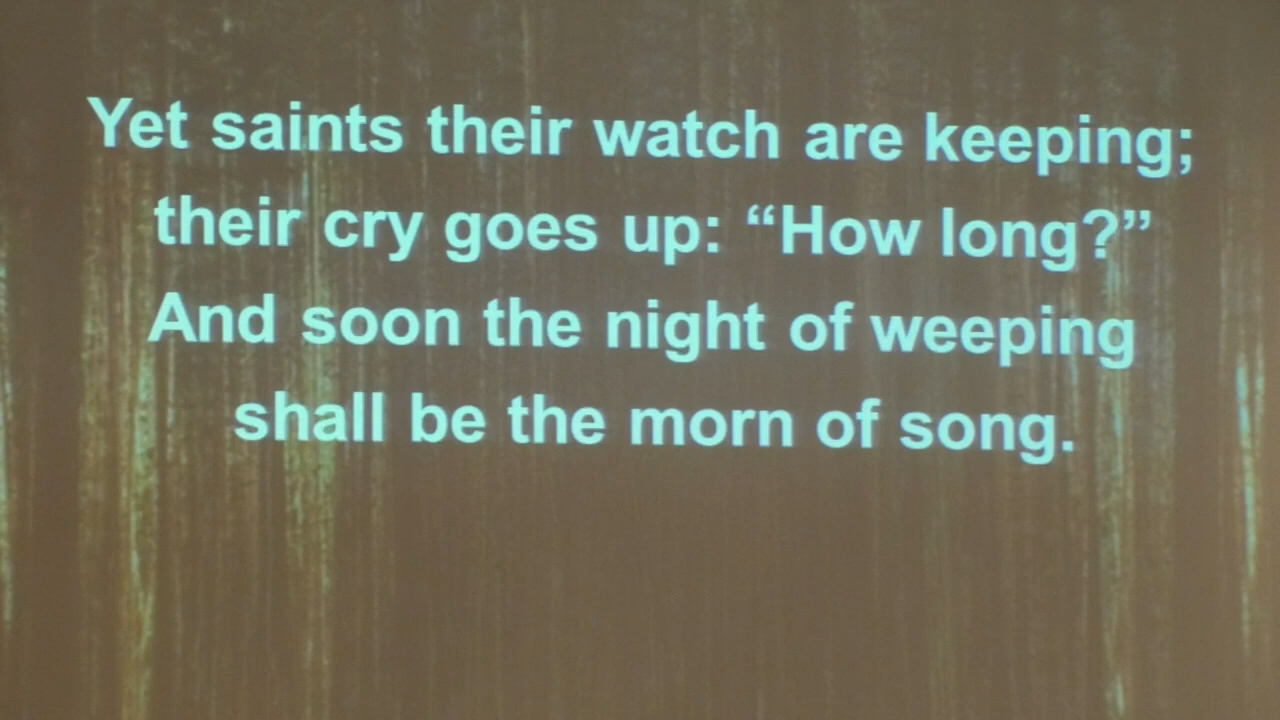 Yet saints their watch are keeping;
their cry goes up: “How long?”
And soon the night of weeping
shall be the morn of song.